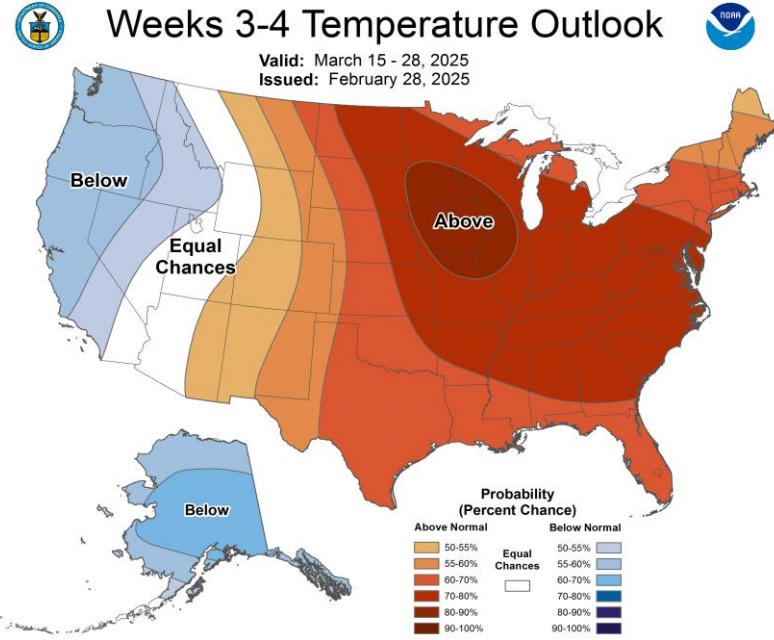 Weeks 3-4 Temperature Outlook
NOAA
Valid: March 15 - 28, 2025
Issued: February 28, 2025
Below
Equal
Chances
Above
Below
Probability
(Percent Chance)
Above Normal
Below Normal
50-55%
55-60%
60-70%
70-80%
80-90%
90-100%
Equal
Chances
50-55%
55-60%
60-70%
70-80%
80-90%
90-100%